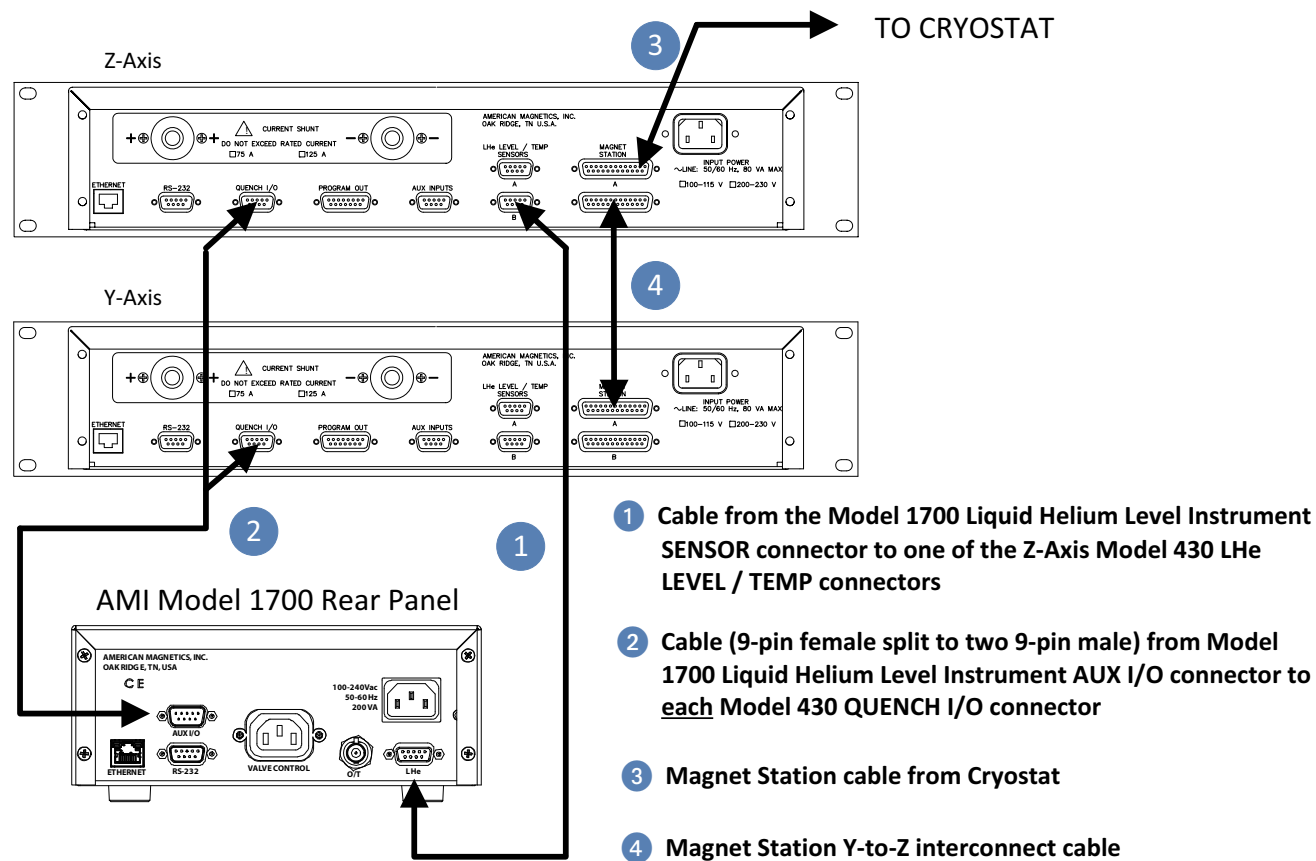 TO CRYOSTAT
3
Z-Axis
AMERICAN MAGNETICS, INC.
OAK RIDGE, TN U.S.A.
CURRENT SHUNT
DO NOT EXCEED RATED CURRENT
□75 A □125 A
+ + - -
LHe LEVEL / TEMP
SENSORS
MAGNET
STATION
INPUT POWER
~LINE: 50/60 Hz, 80 VA MAX
□100-115 V □200-230 V
A A
ETHERNET
RS-232
QUENCH I/O
PROGRAM OUT
AUX INPUTS
B
4
Y-Axis
AMERICAN MAGNETICS, INC.
OAK RIDGE, TN U.S.A.
CURRENT SHUNT
DO NOT EXCEED RATED CURRENT
□75 A □125 A
+ + - -
LHe LEVEL / TEMP
SENSORS
INPUT POWER
~LINE: 50/60 Hz, 80 VA MAX
□100-115 V □200-230 V
A A
ETHERNET
RS-232
QUENCH I/O
PROGRAM OUT
AUX INPUTS
B B
2
1
AMI Model 1700 Rear Panel
AMERICAN MAGNETICS, INC.
OAK RIDGE, TN, USA
CE
100-240Vac
50-60 Hz
200 VA
AUX I/O
ETHERNET
RS-232
VALVE CONTROL
O/T
LHe
1 Cable from the Model 1700 Liquid Helium Level Instrument
SENSOR connector to one of the Z-Axis Model 430 LHe
LEVEL / TEMP connectors
2 Cable (9-pin female split to two 9-pin male) from Model
1700 Liquid Helium Level Instrument AUX I/O connector to
each Model 430 QUENCH I/O connector
3 Magnet Station cable from Cryostat
4 Magnet Station Y-to-Z interconnect cable